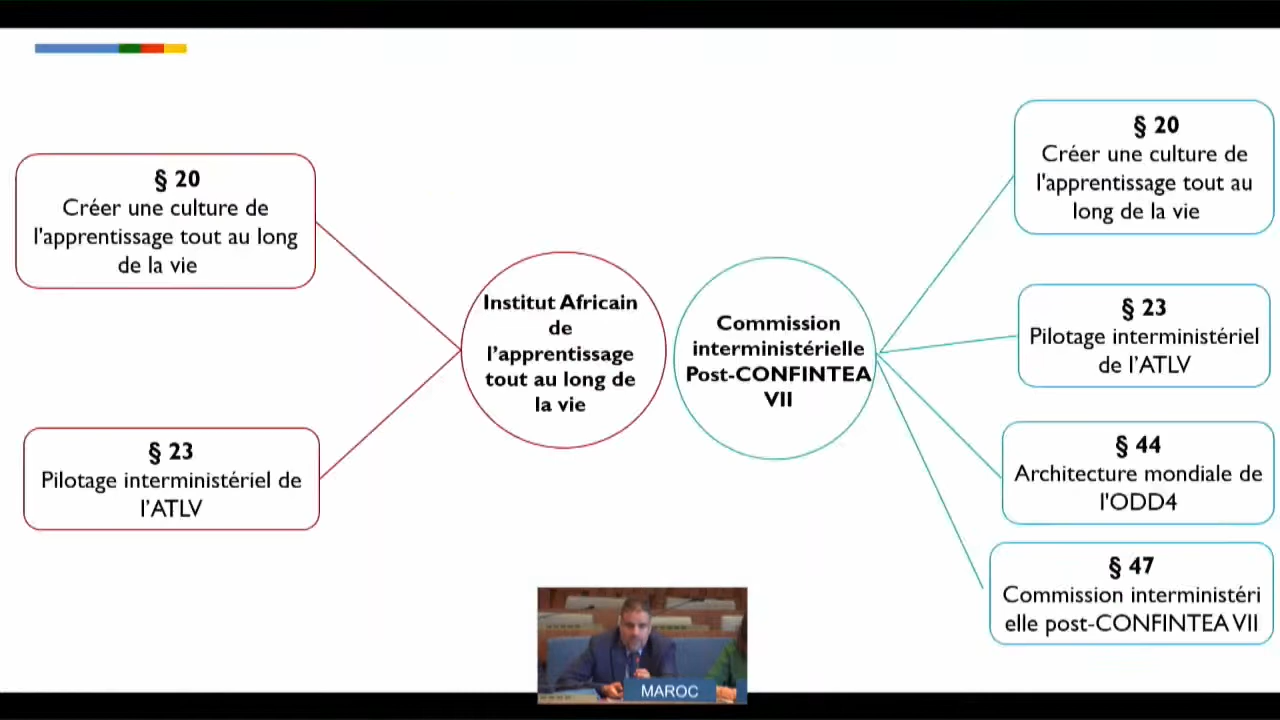 § 20
Créer une culture de
l'apprentissage tout au long
de la vie
§ 23
Pilotage interministériel de
l’ATLV
Institut Africain
de
l’apprentissage
tout au long de
la vie
Commission
interministérielle
Post-CONFINTEA
VII
§ 20
Créer une culture de
l'apprentissage tout au
long de la vie
§ 23
Pilotage interministériel
de l’ATLV
§ 44
Architecture mondiale de
l'ODD4
§ 47
Commission interministéri
elle post-CONFINTEA VII
MAROC